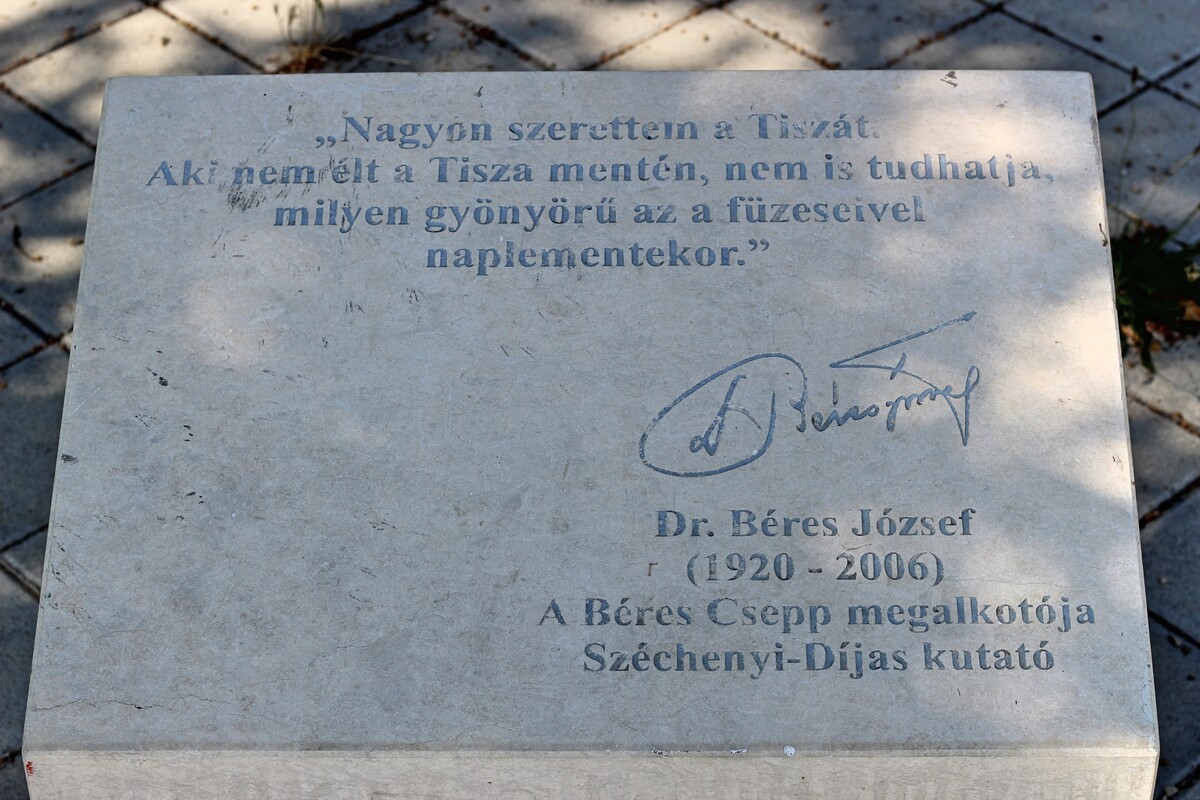 „Nagyon szerettem a Tiszát.
Aki nem élt a Tisza mentén, nem is tudhatja,
milyen gyönyörű az a füzeseivel
naplementekor.”
Dr. Béres József
(1920 - 2006)
A Béres Csepp megalkotója
Széchenyi-Díjas kutató